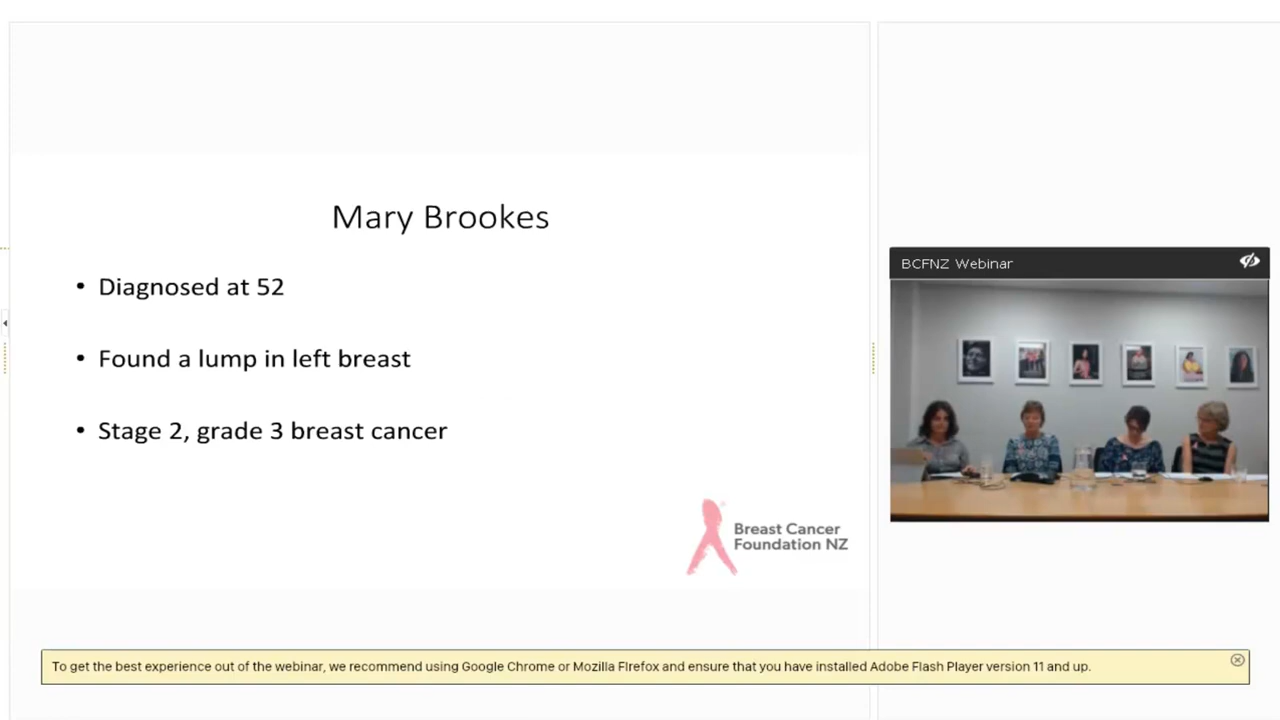 Mary Brookes
• Diagnosed at 52
• Found a lump in left breast
• Stage 2, grade 3 breast cancer
Breast Cancer
Foundation NZ
BCFNZ Webinar
To get the best experience out of the webinar, we recommend using Google Chrome or Mozilla FIrefox and ensure that you have installed Adobe Flash Player version 11 and up.